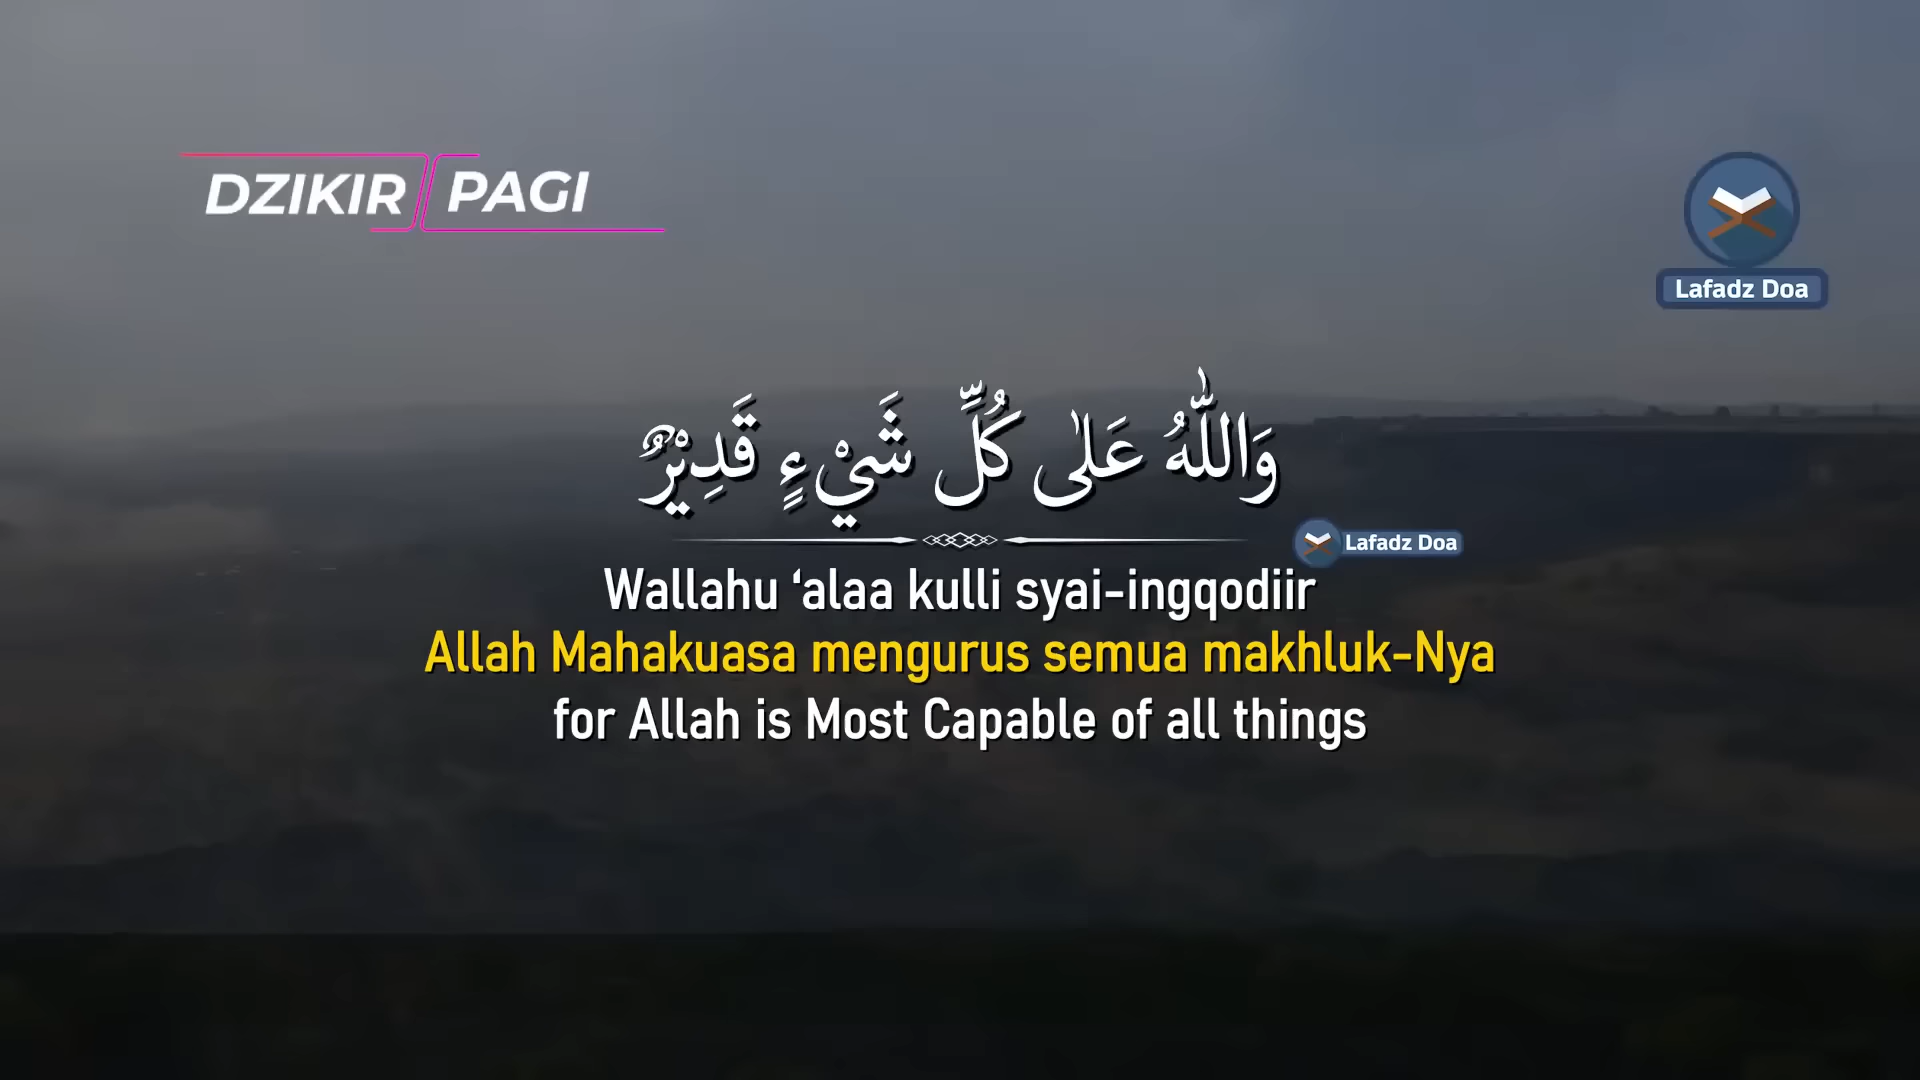 DZIKIR PAGI
Lafadz Doa
وَاللّٰهُ عَلٰى كُلِّ شَيْءٍ قَدِيْرٌ
Lafadz Doa
Wallahu ‘alaa kulli syai-ingqodiir
Allah Mahakuasa mengurus semua makhluk-Nya
for Allah is Most Capable of all things